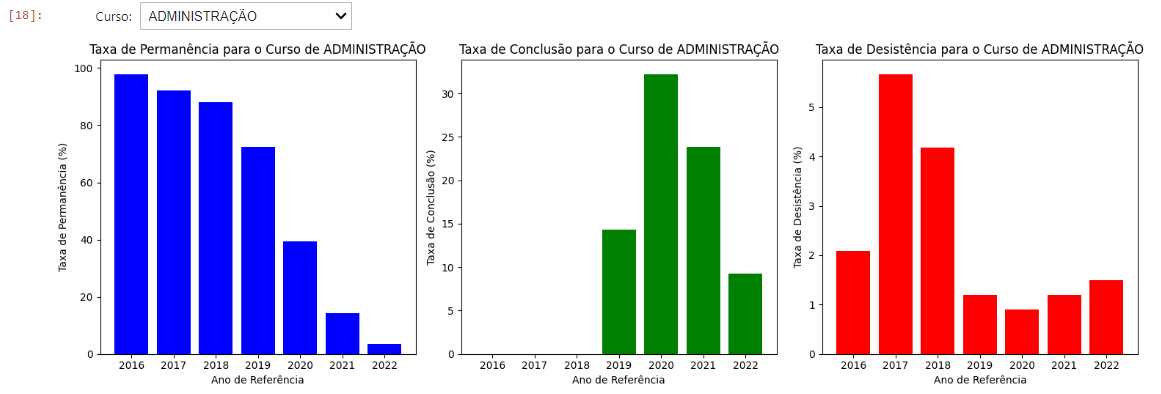 [18]:
Curso: ADMINISTRAÇÃO
Taxa de Permanência para o Curso de ADMINISTRAÇÃO
Taxa de Permanência (%)
100
80
60
40
20
0
2016 2017 2018 2019 2020 2021 2022
Ano de Referência
Taxa de Conclusão para o Curso de ADMINISTRAÇÃO
Taxa de Conclusão (%)
30
25
20
15
10
5
0
2016 2017 2018 2019 2020 2021 2022
Ano de Referência
Taxa de Desistência para o Curso de ADMINISTRAÇÃO
Taxa de Desistência (%)
5
4
3
2
1
0
2016 2017 2018 2019 2020 2021 2022
Ano de Referência